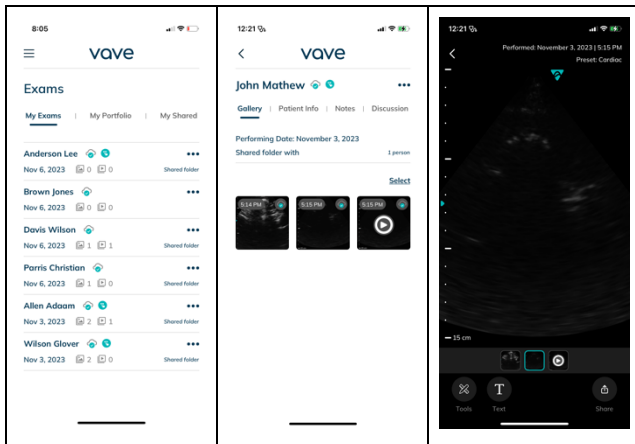 8:05
vave
Exams
My Exams | My Portfolio | My Shared
Anderson Lee
Nov 6, 2023 0 0 Shared folder
Brown Jones
Nov 6, 2023 0 0
Davis Wilson
Nov 6, 2023 1 1 Shared folder
Parris Christian
Nov 6, 2023 1 0 Shared folder
Allen Adaam
Nov 3, 2023 2 1 Shared folder
Wilson Glover
Nov 3, 2023 2 0 Shared folder
12:21
vave
John Mathew
Gallery | Patient Info | Notes | Discussion
Performing Date: November 3, 2023
Shared folder with 1 person
Select
5:14 PM 5:15 PM 5:15 PM
12:21
Performed: November 3, 2023 | 5:15 PM
Preset: Cardiac
15 cm
Tools Text Share